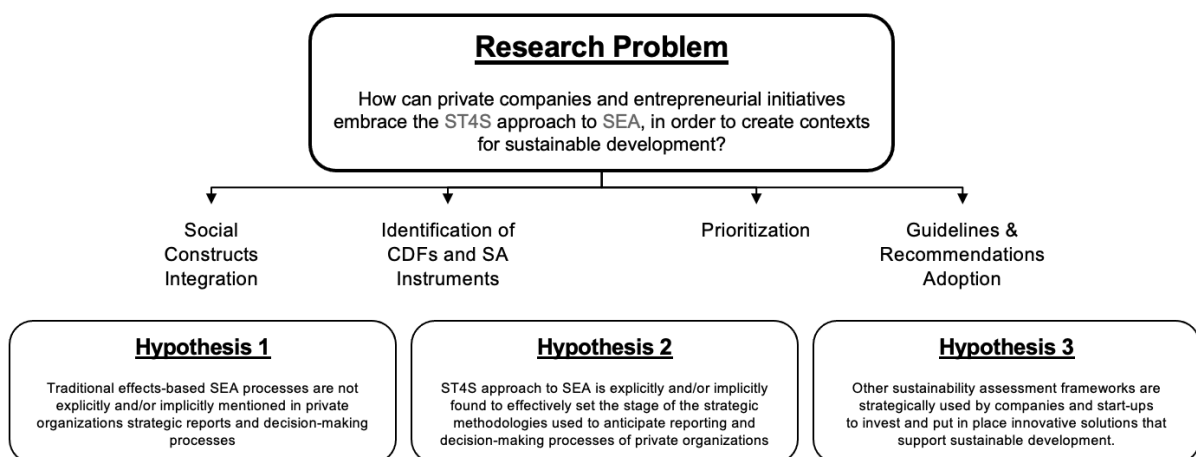 Research Problem
How can private companies and entrepreneurial initiatives
embrace the ST4S approach to SEA, in order to create contexts
for sustainable development?
Social
Constructs
Integration
Identification of
CDFs and SA
Instruments
Prioritization
Guidelines &
Recommendations
Adoption
Hypothesis 1
Traditional effects-based SEA processes are not
explicitly and/or implicitly mentioned in private
organizations strategic reports and decision-making
processes
Hypothesis 2
ST4S approach to SEA is explicitly and/or implicitly
found to effectively set the stage of the strategic
methodologies used to anticipate reporting and
decision-making processes of private organizations
Hypothesis 3
Other sustainability assessment frameworks are
strategically used by companies and start-ups
to invest and put in place innovative solutions that
support sustainable development.